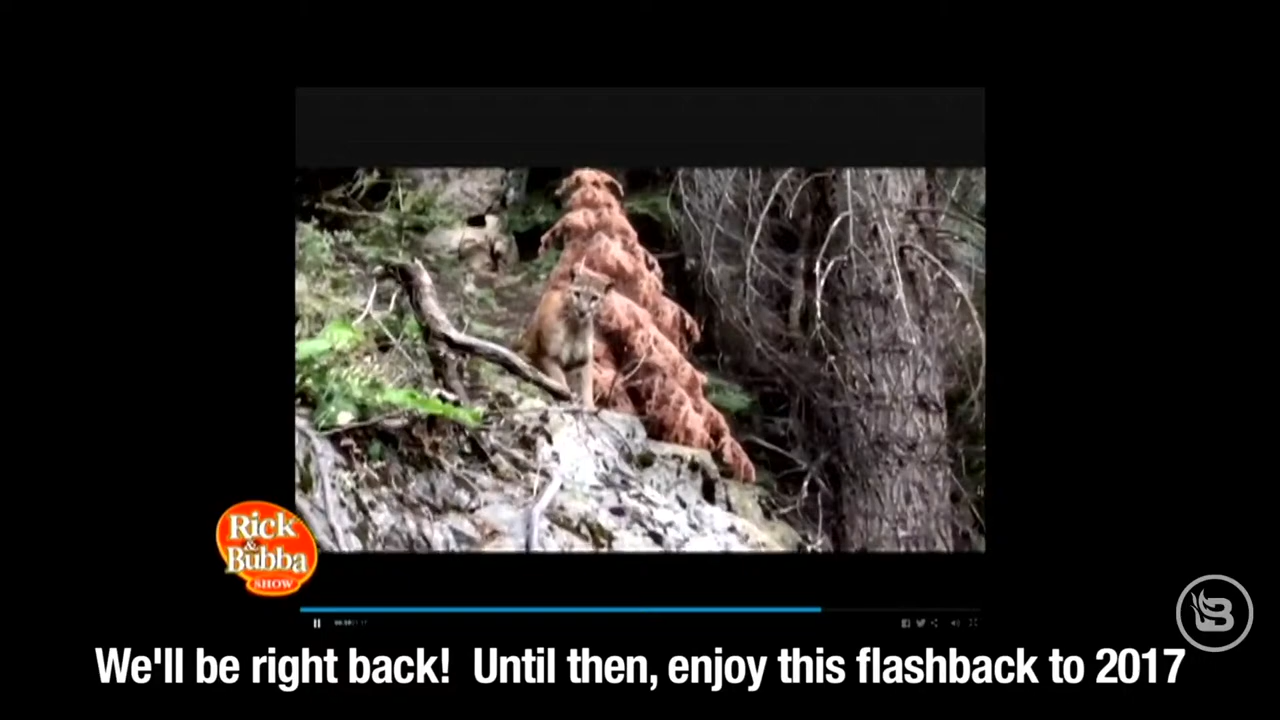 Rick
&
Bubba
SHOW
B
We'll be right back!  Until then, enjoy this flashback to 2017